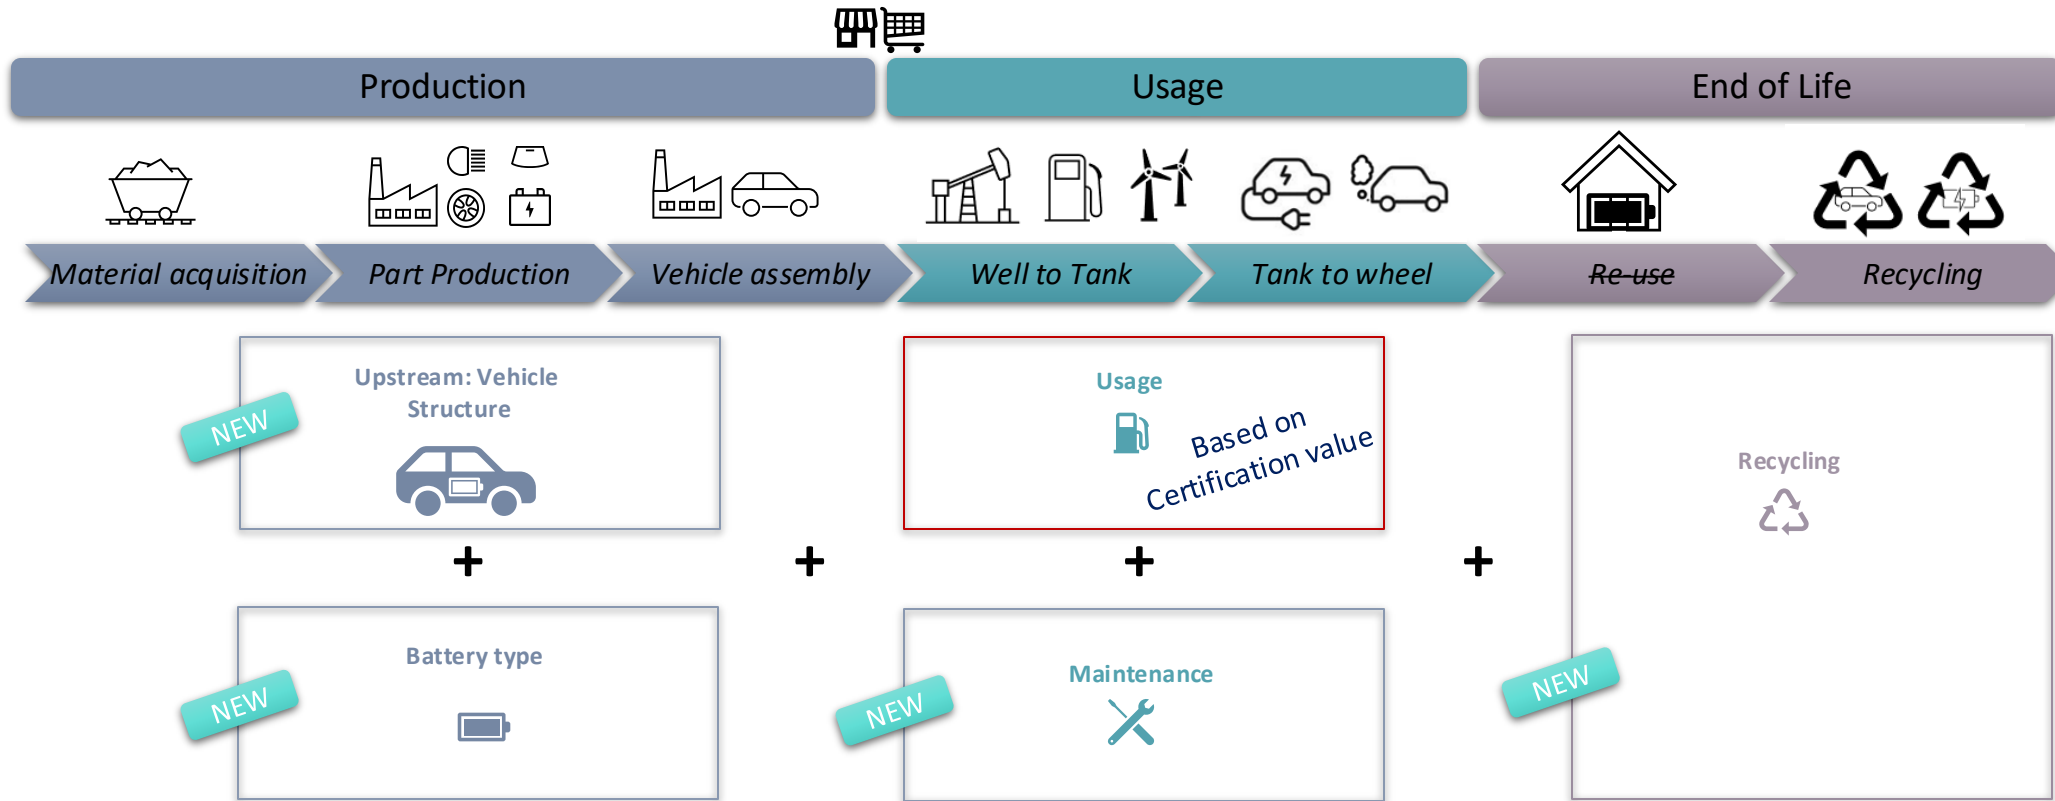 Production
Usage
End of Life
Material acquisition
Part Production
Vehicle assembly
Well to Tank
Tank to wheel
Re-use
Recycling
Upstream: Vehicle
Structure
NEW
Usage
Based on
Certification value
Recycling
Battery type
NEW
Maintenance
NEW
NEW